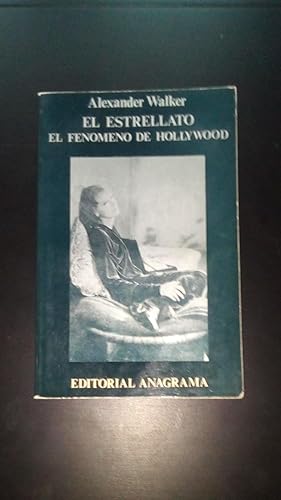 Alexander Walker
EL ESTRELLATO
EL FENOMENO DE HOLLYWOOD
EDITORIAL ANAGRAMA